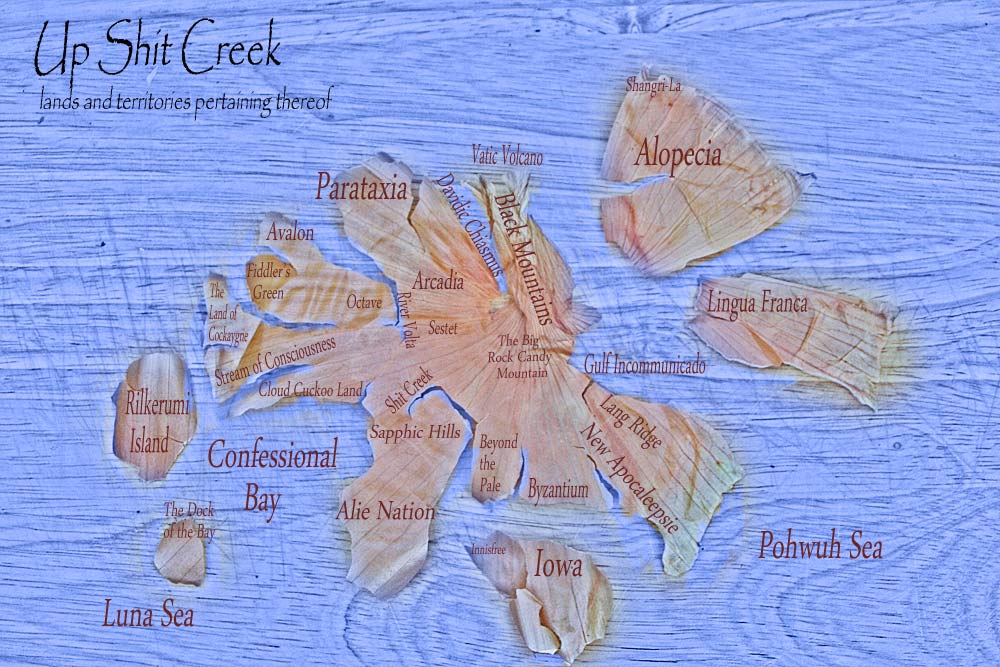 Up Shit Creek
lands and territories pertaining thereof
Shangri-La
Alopecia
Vatic Volcano
Parataxia
Davidic Chiasmus
Black Mountains
Avalon
Fiddler's
Green
Octave
Arcadia
The
Land of
Cockaygne
River Volta
Sestet
Lingua Franca
The Big
Rock Candy
Mountain
Stream of Consciousness
Cloud Cuckoo Land
Gulf Incommunicado
Shit Creek
Rilkerumi
Island
Lang Ridge
Sapphic Hills
New Apocaleepsie
Beyond
the
Pale
Confessional
Bay
Byzantium
Alie Nation
The Dock
of the Bay
Innisfree
Iowa
Pohwuh Sea
Luna Sea